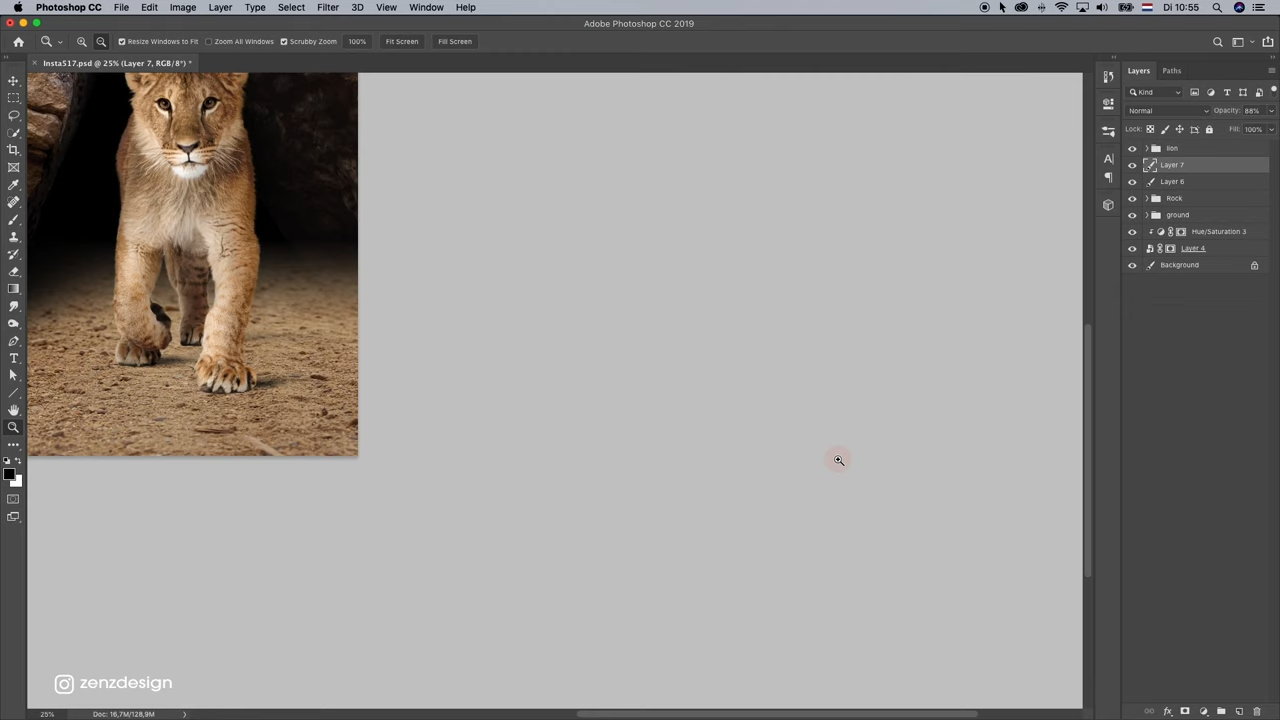 Photoshop CC File Edit Image Layer Type Select Filter 3D View Window Help Di 10:55
Adobe Photoshop CC 2019
Resize Windows to Fit Zoom All Windows Scrubby Zoom 100% Fit Screen Fill Screen
Insta517.psd @ 25% (Layer 7, RGB/8*) *
Layers Paths
Kind
Normal Opacity: 88%
Lock: Fill: 100%
lion
Layer 7
Layer 6
Rock
ground
Hue/Saturation 3
Layer 4
Background
zenzdesign
25% Doc: 16,7M/128,9M